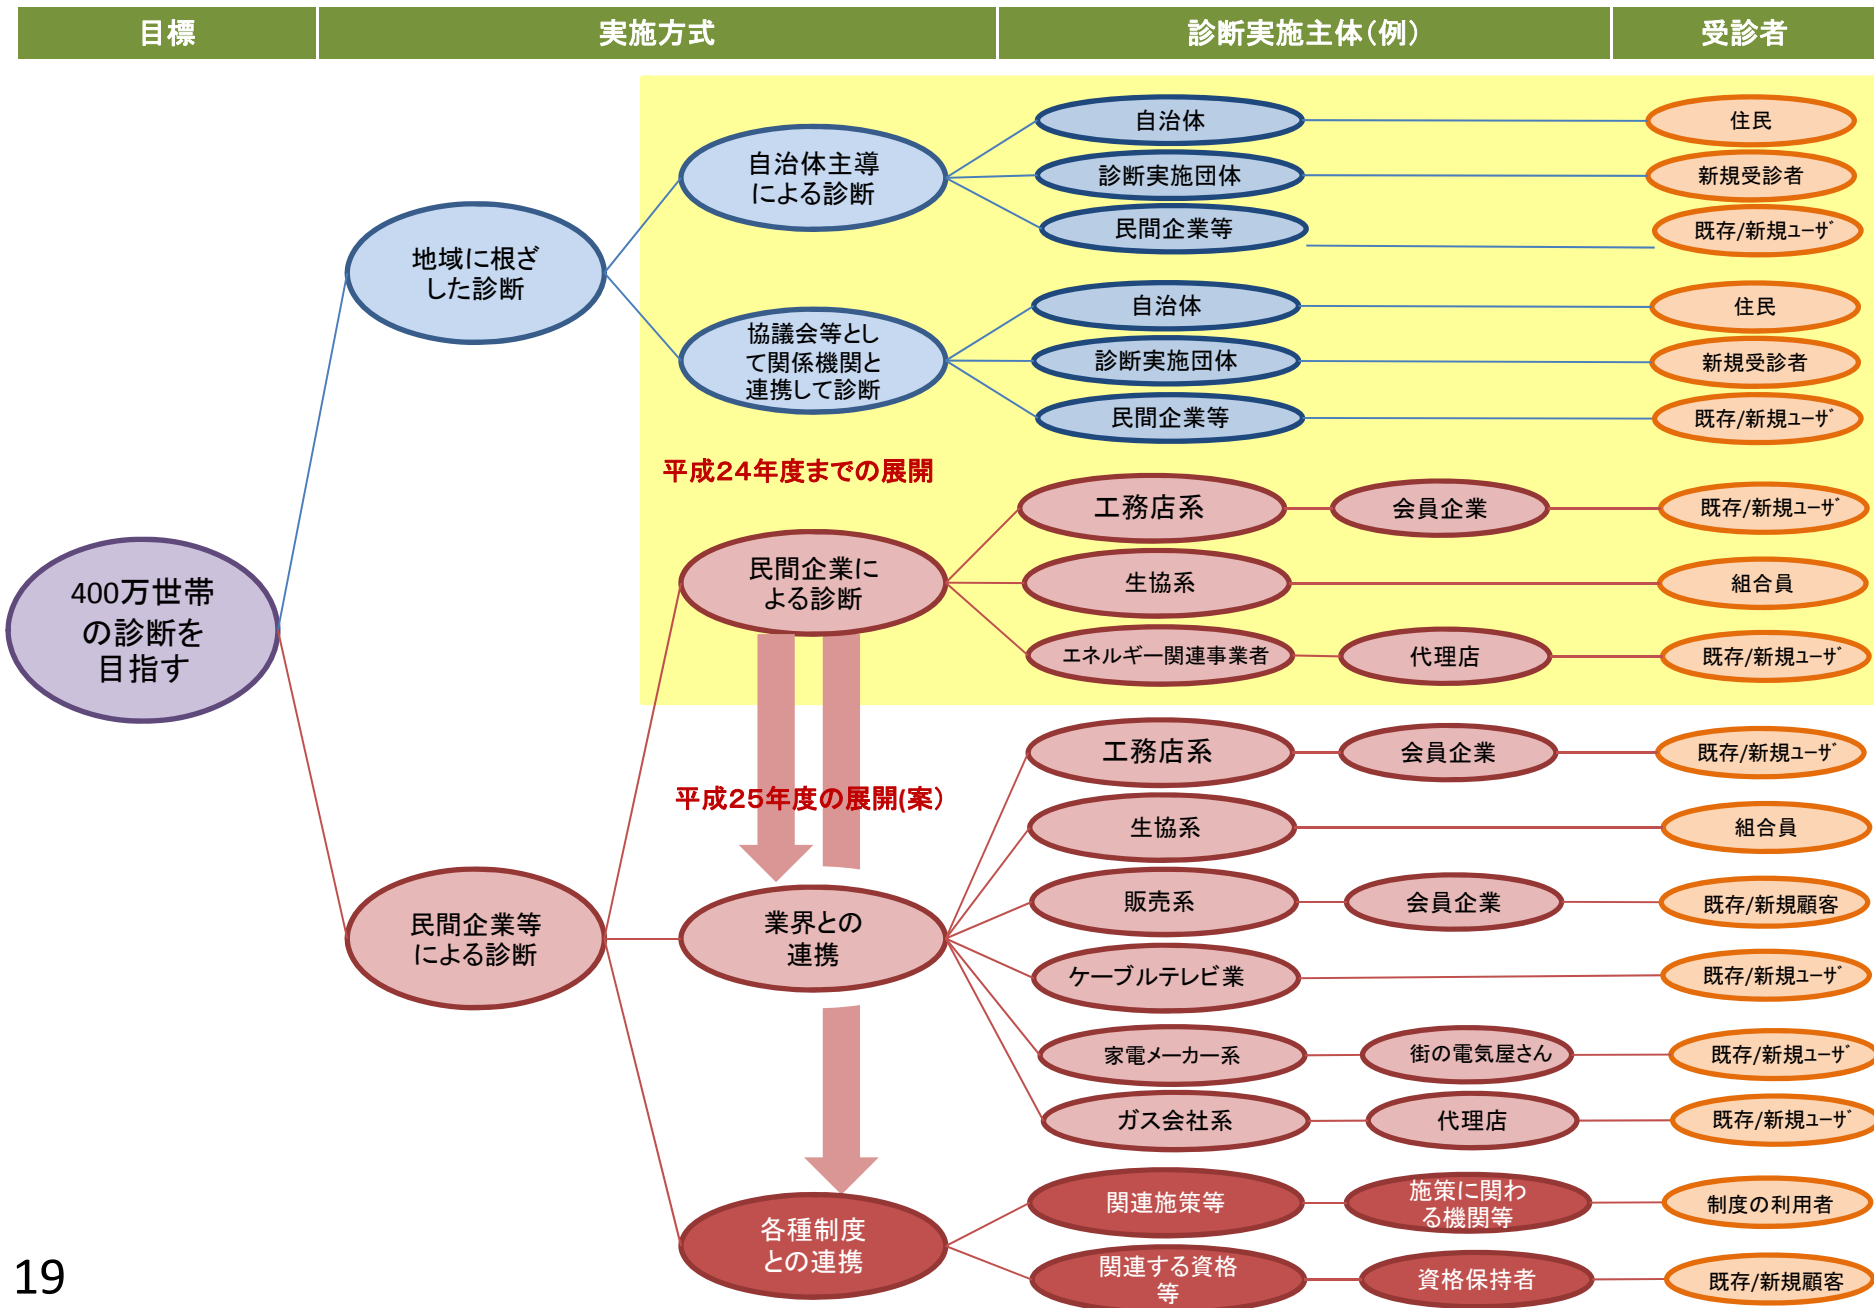 目標
実施方式
診断実施主体（例）
受診者
自治体主導
による診断
自治体
住民
診断実施団体
新規受診者
民間企業等
既存/新規ﾕｰｻﾞ
地域に根ざ
した診断
協議会等とし
て関係機関と
連携して診断
自治体
住民
診断実施団体
新規受診者
民間企業等
既存/新規ﾕｰｻﾞ
平成２４年度までの展開
400万世帯
の診断を
目指す
民間企業に
よる診断
工務店系
会員企業
既存/新規ﾕｰｻﾞ
生協系
組合員
エネルギー関連事業者
代理店
既存/新規ﾕｰｻﾞ
平成２５年度の展開(案）
民間企業等
による診断
業界との
連携
工務店系
会員企業
既存/新規ﾕｰｻﾞ
生協系
組合員
販売系
会員企業
既存/新規顧客
ケーブルテレビ業
既存/新規ﾕｰｻﾞ
家電メーカー系
街の電気屋さん
既存/新規ﾕｰｻﾞ
ガス会社系
代理店
既存/新規ﾕｰｻﾞ
各種制度
との連携
関連施策等
施策に関わ
る機関等
制度の利用者
関連する資格
等
資格保持者
既存/新規顧客
19